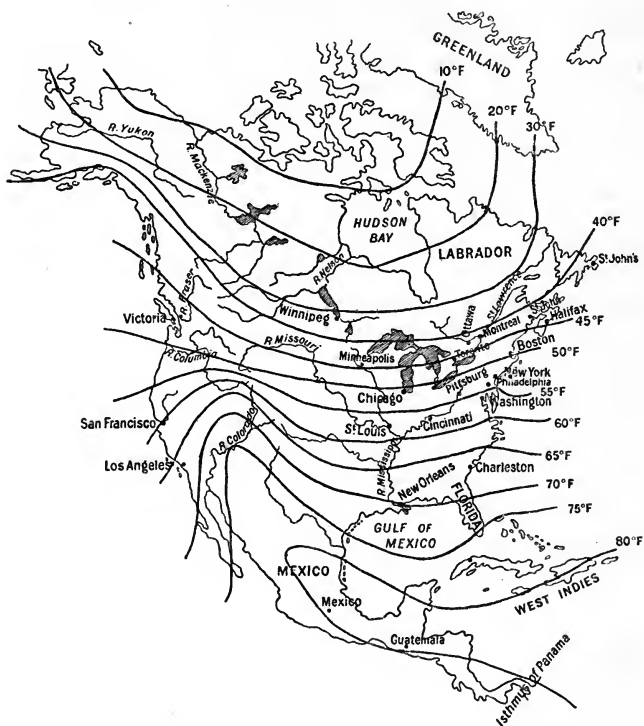 GREENLAND
10°F
20°F
30°F
R. Yukon
R. Mackenzie
HUDSON
BAY
LABRADOR
40°F
St John's
R. Nelson
R. Fraser
St Lawrence
Ottawa
St John
Winnipeg
Victoria
Montreal
Halifax
45°F
R. Missouri
Toronto
Minneapolis
Boston
50°F
R. Columbia
New York
Pittsburg
Philadelphia
55°F
Chicago
Washington
San Francisco
R. Colorado
St Louis
Cincinnati
60°F
Los Angeles
R. Mississippi
65°F
Charleston
New Orleans
70°F
FLORIDA
75°F
GULF OF
MEXICO
80°F
MEXICO
WEST INDIES
Mexico
Guatemala
Isthmus of Panama